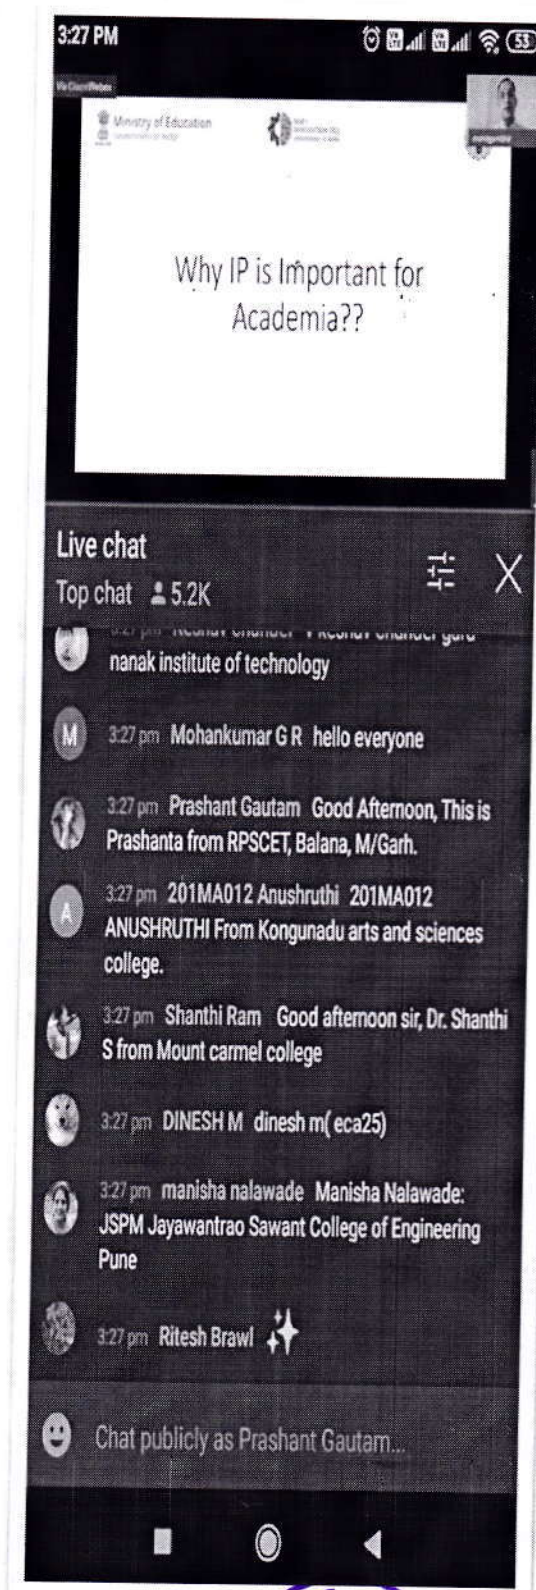 3:27 PM
53
Ministry of Education
Why IP is Important for
Academia??
Live chat
Top chat 5.2K
nanak institute of technology
M 3:27 pm Mohankumar G R hello everyone
3:27 pm Prashant Gautam Good Afternoon, This is
Prashanta from RPSCET, Balana, M/Garh.
A 3:27 pm 201MA012 Anushruthi 201MA012
ANUSHRUTHI From Kongunadu arts and sciences
college.
3:27 pm Shanthi Ram Good afternoon sir, Dr. Shanthi
S from Mount carmel college
3:27 pm DINESH M dinesh m( eca25)
3:27 pm manisha nalawade Manisha Nalawade:
JSPM Jayawantrao Sawant College of Engineering
Pune
3:27 pm Ritesh Brawl
Chat publicly as Prashant Gautam...